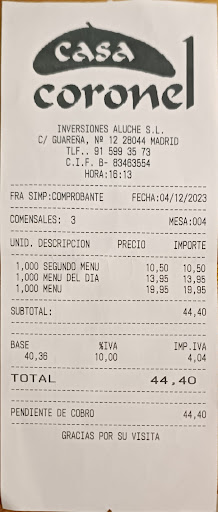 casa
coronel
INVERSIONES ALUCHE S.L.
C/ GUAREÑA, Nº 12 28044 MADRID
TLF.. 91 599 35 73
C.I.F. B- 83463554
HORA:16:13
FRA SIMP:COMPROBANTE FECHA:04/12/2023
COMENSALES: 3 MESA:004
UNID. DESCRIPCION PRECIO IMPORTE
1,000 SEGUNDO MENU 10,50 10,50
1,000 MENU DEL DIA 13,95 13,95
1,000 MENU 19,95 19,95
SUBTOTAL: 44,40
BASE %IVA IMP.IVA
40,36 10,00 4,04
TOTAL 44,40
PENDIENTE DE COBRO 44,40
GRACIAS POR SU VISITA